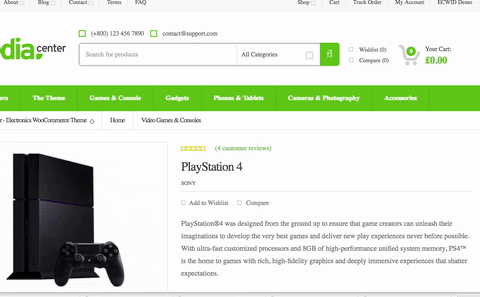 About Blog Contact Terms FAQ Shop Cart Track Order My Account ECWID Demo
(+800) 123 456 7890 contact@support.com
dia.center
Search for products All Categories Wishlist (0) Your Cart:
Compare (0) £0.00
ers The Theme Games & Console Gadgets Phones & Tablets Cameras & Photography Accessories
r - Electronics WooCommerce Theme Home Video Games & Consoles
(4 customer reviews)
PlayStation 4
SONY
Add to Wishlist Compare
PlayStation®4 was designed from the ground up to ensure that game creators can unleash their
imaginations to develop the very best games and deliver new play experiences never before possible.
With ultra-fast customized processors and 8GB of high-performance unified system memory, PS4™
is the home to games with rich, high-fidelity graphics and deeply immersive experiences that shatter
expectations.